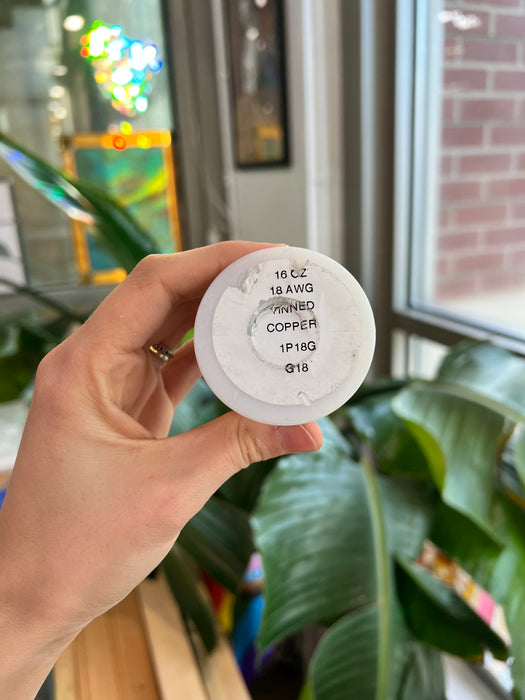 16 OZ
18 AWG
TINNED
COPPER
1P18G
G18